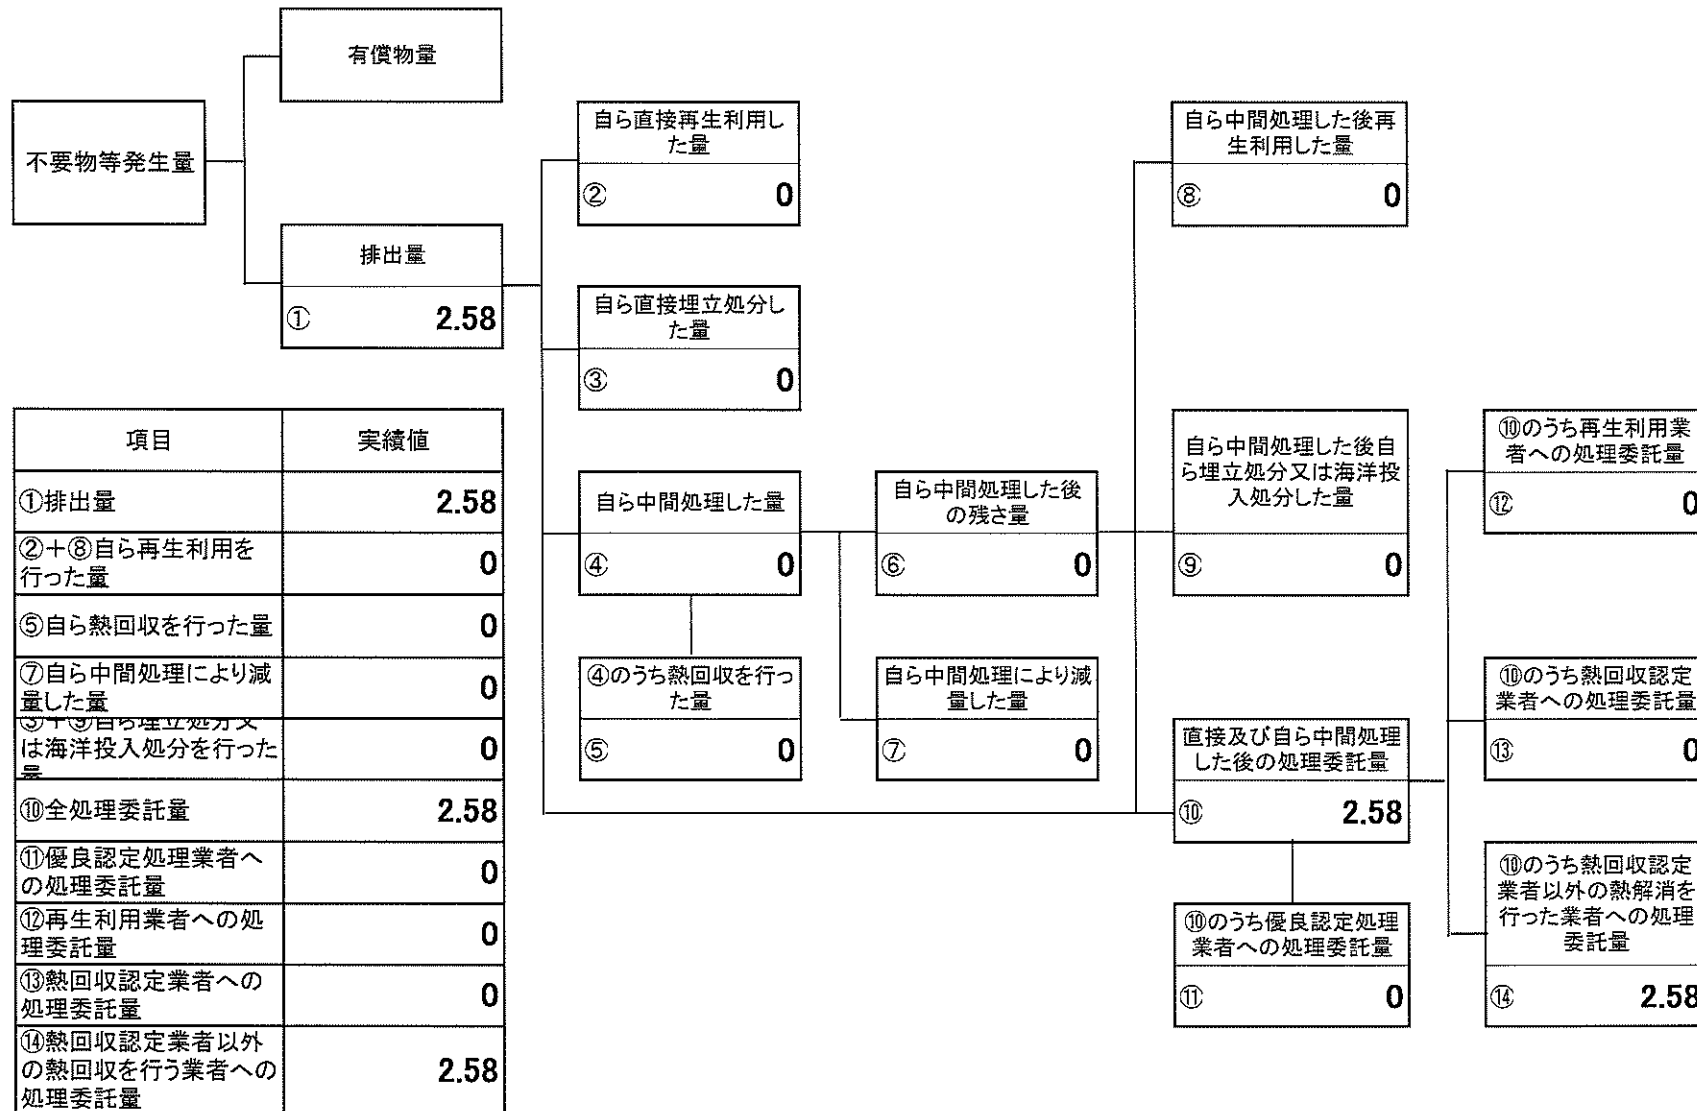 有償物量
不要物等発生量
排出量
① 2.58
自ら直接再生利用し
た量
② 0
自ら直接埋立処分し
た量
③ 0
自ら中間処理した量
④ 0
④のうち熱回収を行っ
た量
⑤ 0
自ら中間処理した後
の残さ量
⑥ 0
自ら中間処理により減
量した量
⑦ 0
自ら中間処理した後再
生利用した量
⑧ 0
自ら中間処理した後自
ら埋立処分又は海洋投
入処分した量
⑨ 0
直接及び自ら中間処理
した後の処理委託量
⑩ 2.58
⑩のうち優良認定処理
業者への処理委託量
⑪ 0
⑩のうち再生利用業
者への処理委託量
⑫ 0
⑩のうち熱回収認定
業者への処理委託量
⑬ 0
⑩のうち熱回収認定
業者以外の熱解消を
行った業者への処理
委託量
⑭ 2.58
項目 実績値
①排出量 2.58
②+⑧自ら再生利用を
行った量 0
⑤自ら熱回収を行った量 0
⑦自ら中間処理により減
量した量 0
③+⑨自ら埋立処分又
は海洋投入処分を行った
量 0
⑩全処理委託量 2.58
⑪優良認定処理業者へ
の処理委託量 0
⑫再生利用業者への処
理委託量 0
⑬熱回収認定業者への
処理委託量 0
⑭熱回収認定業者以外
の熱回収を行う業者への
処理委託量 2.58